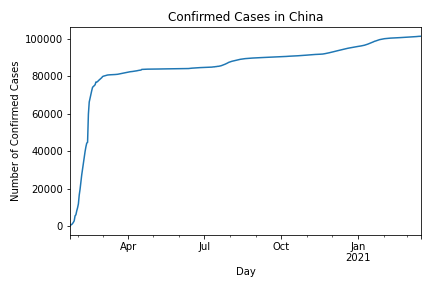 Confirmed Cases in China
Number of Confirmed Cases
100000
80000
60000
40000
20000
0
Apr
Jul
Oct
Jan
2021
Day